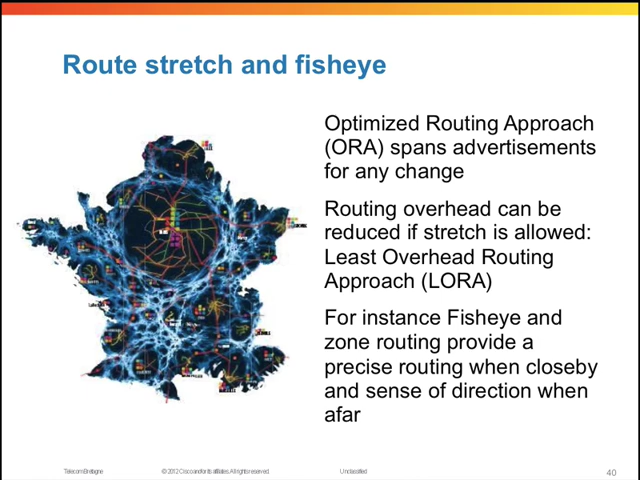 Route stretch and fisheye
Optimized Routing Approach
(ORA) spans advertisements
for any change
Routing overhead can be
reduced if stretch is allowed:
Least Overhead Routing
Approach (LORA)
For instance Fisheye and
zone routing provide a
precise routing when closeby
and sense of direction when
afar
Telecom Bretagne
© 2012 Cisco and/or its affiliates. All rights reserved.
Unclassified
40